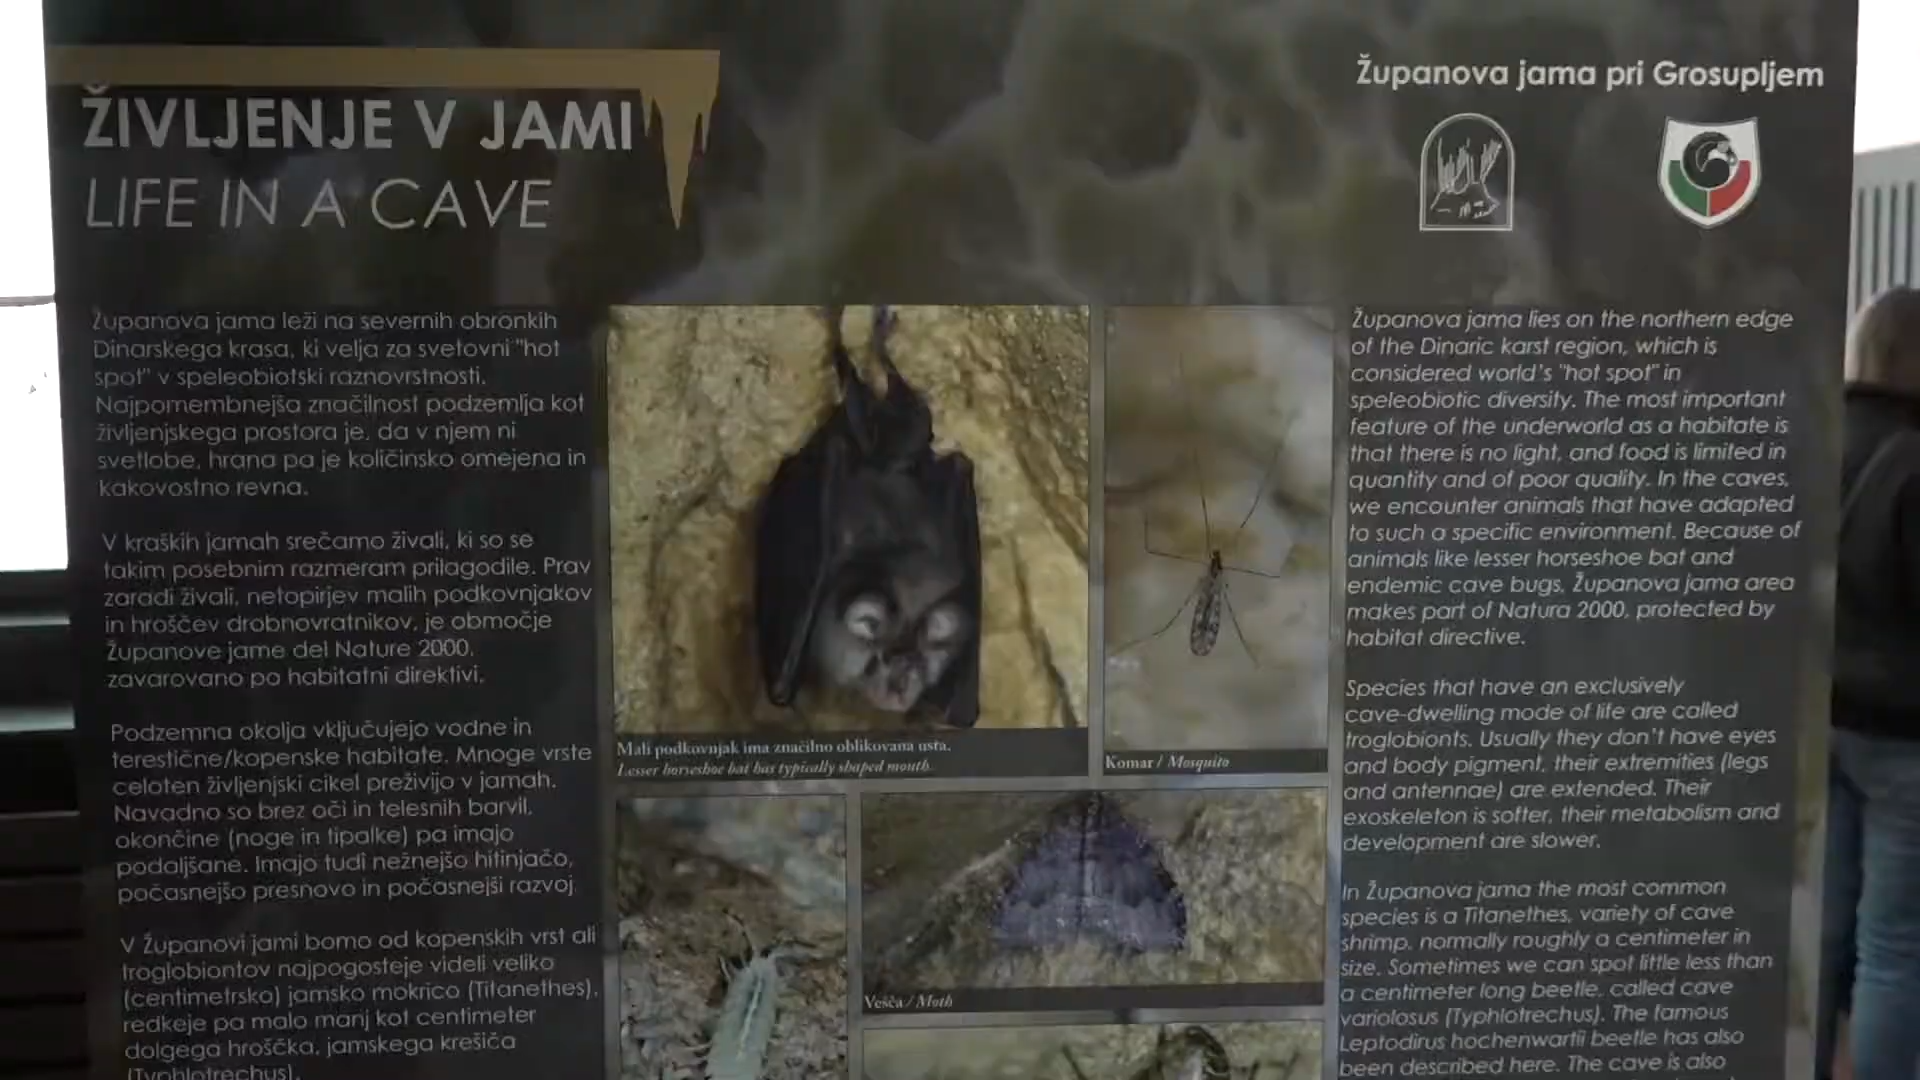 ŽIVLJENJE V JAMI
LIFE IN A CAVE
Županova jama pri Grosupljem
Županova jama leži na severnih obronkih
Dinarskega krasa, ki velja za svetovni "hot
spot" v speleobiotski raznovrstnosti.
Najpomembnejša značilnost podzemlja kot
življenjskega prostora je, da v njem ni
svetlobe, hrana pa je količinsko omejena in
kakovostno revna.
V kraških jamah srečamo živali, ki so se
takim posebnim razmeram prilagodile. Prav
zaradi živali, netopirjev malih podkovnjakov
in hroščev drobnovratnikov, je območje
Županove jame del Nature 2000,
zavarovano po habitatni direktivi.
Podzemna okolja vključujejo vodne in
terestične/kopenske habitate. Mnoge vrste
celoten življenjski cikel preživijo v jamah.
Navadno so brez oči in telesnih barvil,
okončine (noge in tipalke) pa imajo
podaljšane. Imajo tudi nežnejšo hitinjačo,
počasnejšo presnovo in počasnejši razvoj.
V Županovi jami bomo od kopenskih vrst ali
troglobiontov najpogosteje videli veliko
(centimetrsko) jamsko mokrico (Titanethes),
redkeje pa malo manj kot centimeter
dolgega hroščka, jamskega krešiča
(Typhlotrechus).
Mali podkovnjak ima značilno oblikovana usta.
Lesser horseshoe bat has typically shaped mouth.
Komar / Mosquito
Vešča / Moth
Županova jama lies on the northern edge
of the Dinaric karst region, which is
considered world's "hot spot" in
speleobiotic diversity. The most important
feature of the underworld as a habitate is
that there is no light, and food is limited in
quantity and of poor quality. In the caves,
we encounter animals that have adapted
to such a specific environment. Because of
animals like lesser horseshoe bat and
endemic cave bugs, Županova jama area
makes part of Natura 2000, protected by
habitat directive.
Species that have an exclusively
cave-dwelling mode of life are called
troglobionts. Usually they don't have eyes
and body pigment, their extremities (legs
and antennae) are extended. Their
exoskeleton is softer, their metabolism and
development are slower.
In Županova jama the most common
species is a Titanethes, variety of cave
shrimp, normally roughly a centimeter in
size. Sometimes we can spot little less than
a centimeter long beetle, called cave
variolosus (Typhlotrechus). The famous
Leptodirus hochenwartii beetle has also
been described here. The cave is also